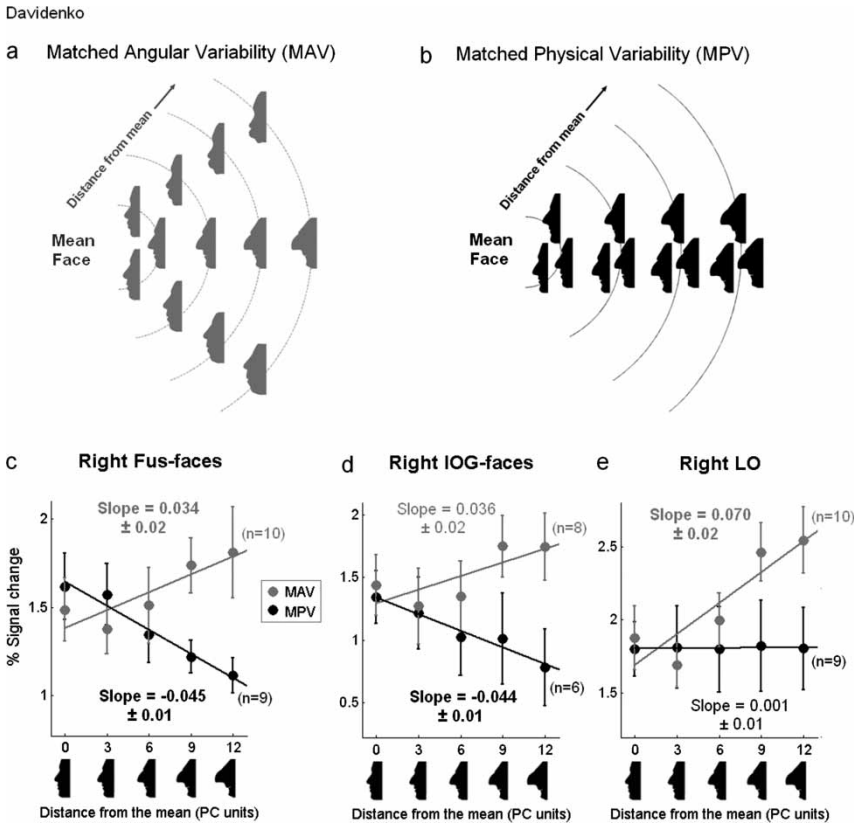 Davidenko
a Matched Angular Variability (MAV)
Distance from mean
Mean
Face
b Matched Physical Variability (MPV)
Distance from mean
Mean
Face
c Right Fus-faces
% Signal change
2
1.5
1
Slope = 0.034
± 0.02
(n=10)
MAV
MPV
Slope = -0.045
± 0.01
(n=9)
0 3 6 9 12
Distance from the mean (PC units)
d Right IOG-faces
2
1.5
1
0.5
Slope = 0.036
± 0.02
(n=8)
Slope = -0.044
± 0.01
(n=6)
0 3 6 9 12
Distance from the mean (PC units)
e Right LO
2.5
2
1.5
Slope = 0.070
± 0.02
(n=10)
(n=9)
Slope = 0.001
± 0.01
0 3 6 9 12
Distance from the mean (PC units)